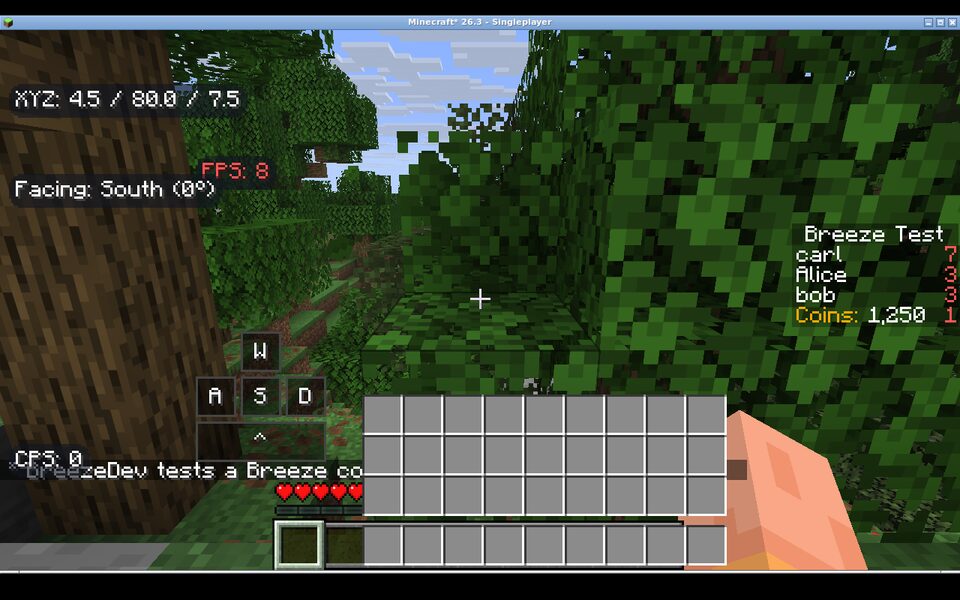 Minecraft* 26.3 - Singleplayer
XYZ: 4.5 / 80.0 / 7.5
FPS: 8
Facing: South (0°)
Breeze Test
carl 7
Alice 3
bob 3
Coins: 1,250 1
W
A S D
^
CPS: 0
BreezeDev tests a Breeze co